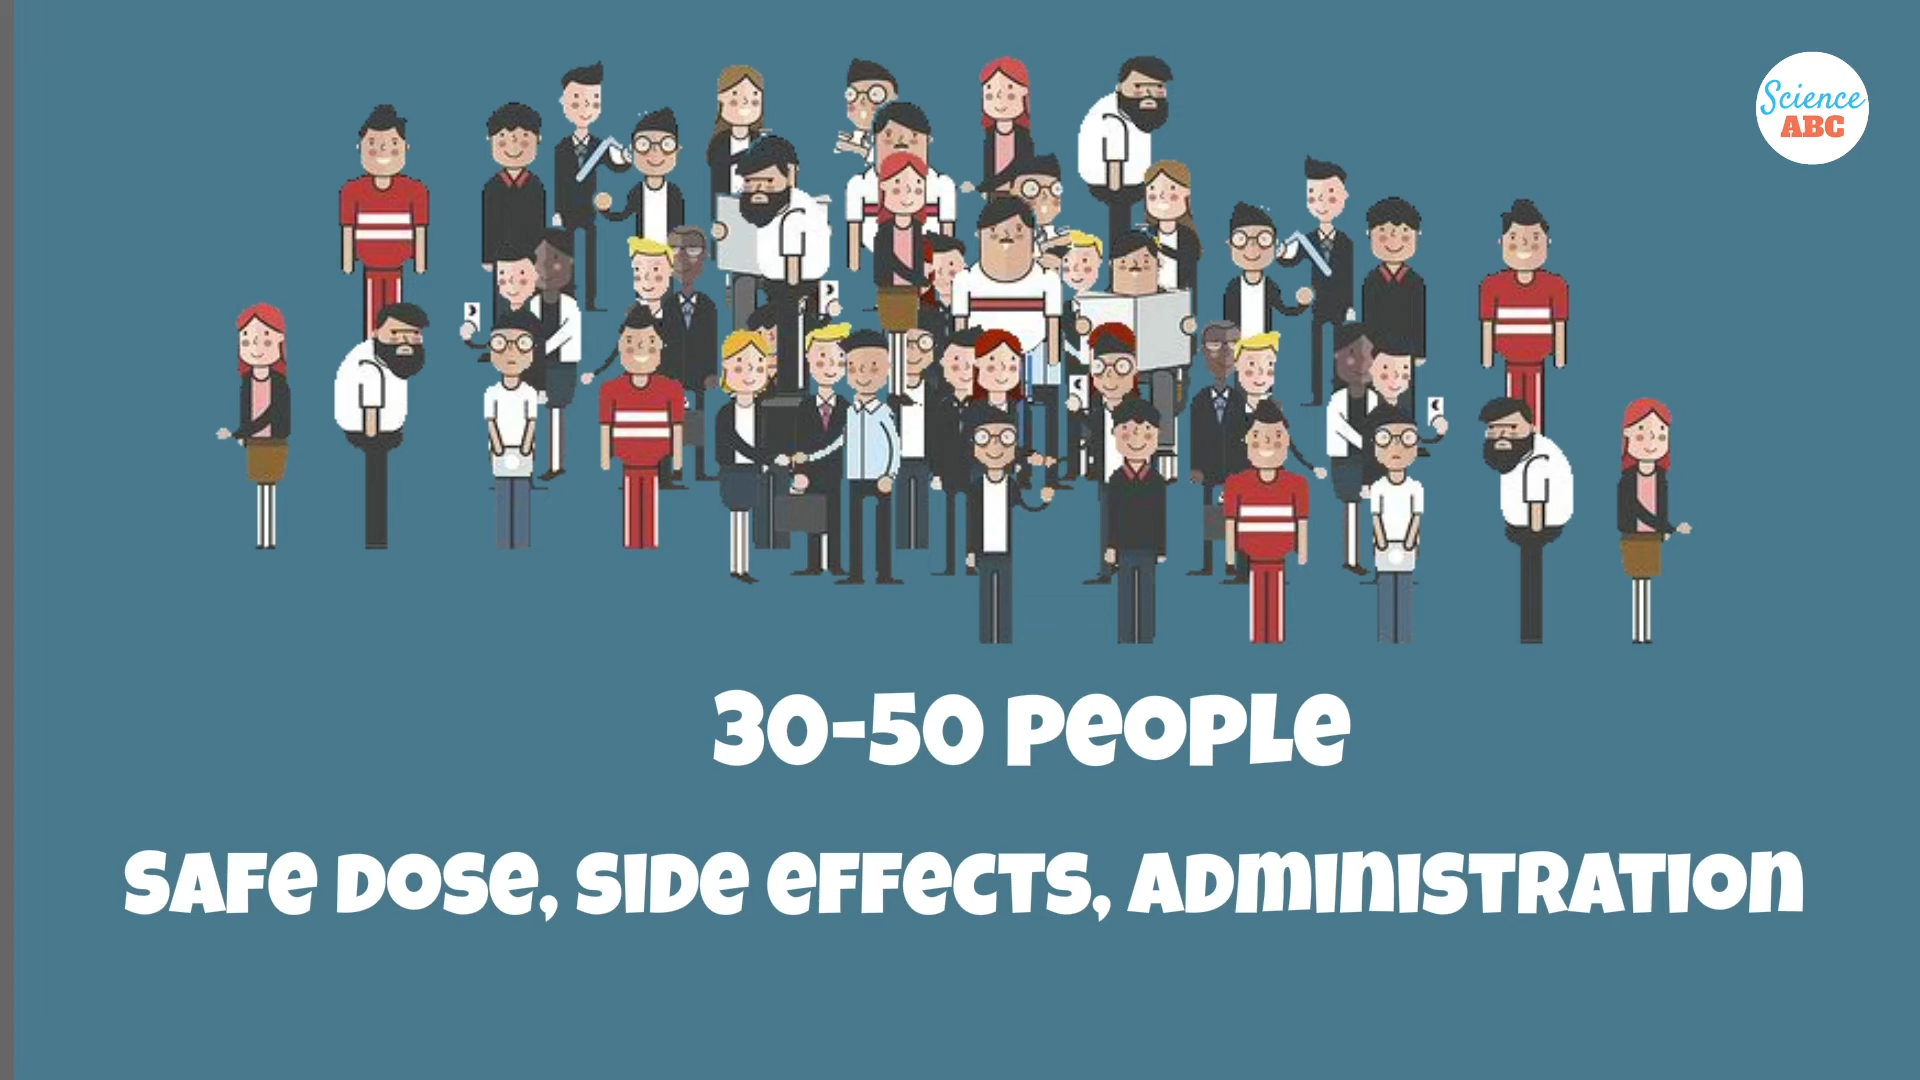 Science
ABC
30-50 PEOPLE
SAFE DOSE, SIDE EFFECTS, ADMINISTRATION